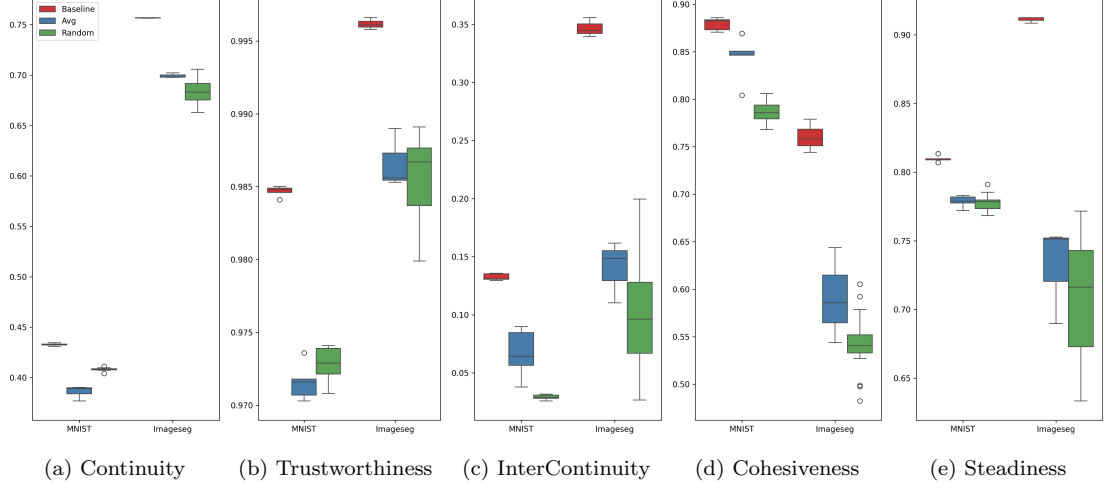 Baseline
Avg
Random
0.75
0.70
0.65
0.60
0.55
0.50
0.45
0.40
MNIST
Imageseg
(a) Continuity
0.995
0.990
0.985
0.980
0.975
0.970
MNIST
Imageseg
(b) Trustworthiness
0.35
0.30
0.25
0.20
0.15
0.10
0.05
MNIST
Imageseg
(c) InterContinuity
0.90
0.85
0.80
0.75
0.70
0.65
0.60
0.55
0.50
MNIST
Imageseg
(d) Cohesiveness
0.90
0.85
0.80
0.75
0.70
0.65
MNIST
Imageseg
(e) Steadiness